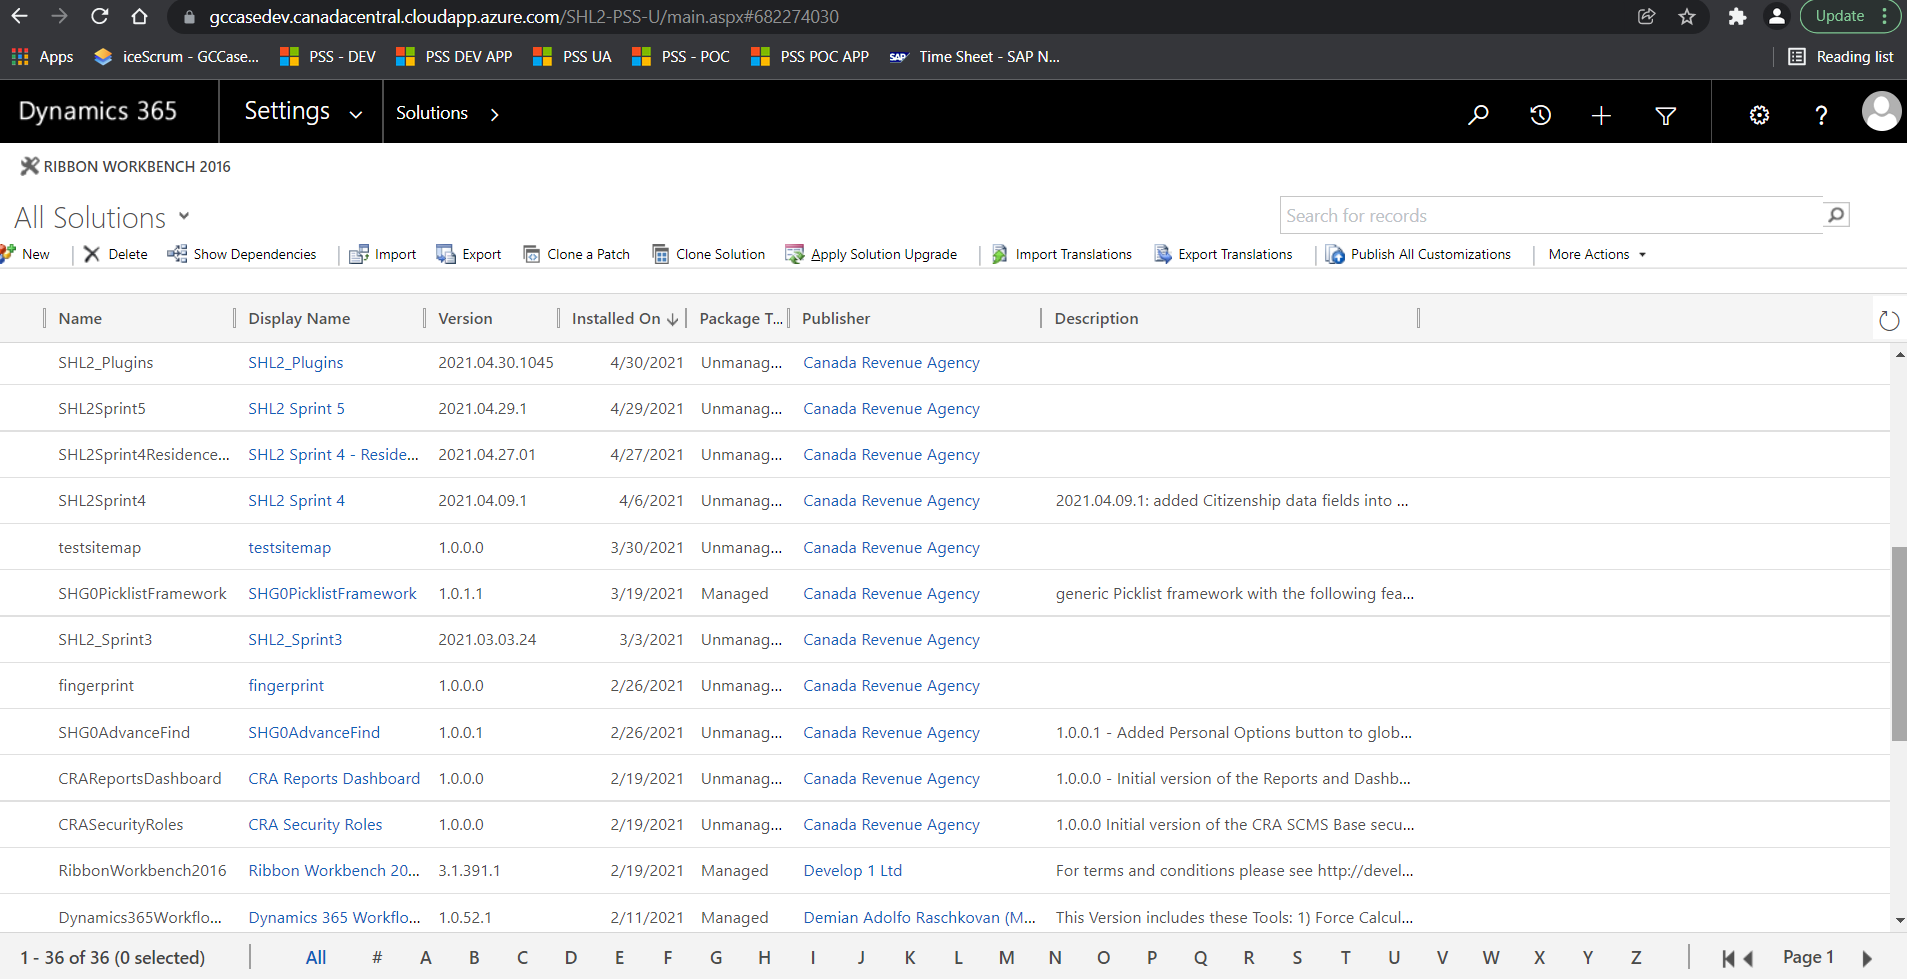 gccasedev.canadacentral.cloudapp.azure.com/SHL2-PSS-U/main.aspx#682274030 Update
Apps iceScrum - GCCase... PSS - DEV PSS DEV APP PSS UA PSS - POC PSS POC APP SAP Time Sheet - SAP N... Reading list
Dynamics 365 Settings Solutions
RIBBON WORKBENCH 2016
All Solutions Search for records
New Delete Show Dependencies Import Export Clone a Patch Clone Solution Apply Solution Upgrade Import Translations Export Translations Publish All Customizations More Actions
Name Display Name Version Installed On Package T... Publisher Description
SHL2_Plugins SHL2_Plugins 2021.04.30.1045 4/30/2021 Unmanag... Canada Revenue Agency
SHL2Sprint5 SHL2 Sprint 5 2021.04.29.1 4/29/2021 Unmanag... Canada Revenue Agency
SHL2Sprint4Residence... SHL2 Sprint 4 - Reside... 2021.04.27.01 4/27/2021 Unmanag... Canada Revenue Agency
SHL2Sprint4 SHL2 Sprint 4 2021.04.09.1 4/6/2021 Unmanag... Canada Revenue Agency 2021.04.09.1: added Citizenship data fields into ...
testsitemap testsitemap 1.0.0.0 3/30/2021 Unmanag... Canada Revenue Agency
SHG0PicklistFramework SHG0PicklistFramework 1.0.1.1 3/19/2021 Managed Canada Revenue Agency generic Picklist framework with the following fea...
SHL2_Sprint3 SHL2_Sprint3 2021.03.03.24 3/3/2021 Unmanag... Canada Revenue Agency
fingerprint fingerprint 1.0.0.0 2/26/2021 Unmanag... Canada Revenue Agency
SHG0AdvanceFind SHG0AdvanceFind 1.0.0.1 2/26/2021 Unmanag... Canada Revenue Agency 1.0.0.1 - Added Personal Options button to glob...
CRAReportsDashboard CRA Reports Dashboard 1.0.0.0 2/19/2021 Unmanag... Canada Revenue Agency 1.0.0.0 - Initial version of the Reports and Dashb...
CRASecurityRoles CRA Security Roles 1.0.0.0 2/19/2021 Unmanag... Canada Revenue Agency 1.0.0.0 Initial version of the CRA SCMS Base secu...
RibbonWorkbench2016 Ribbon Workbench 20... 3.1.391.1 2/19/2021 Managed Develop 1 Ltd For terms and conditions please see http://devel...
Dynamics365Workflo... Dynamics 365 Workflo... 1.0.52.1 2/11/2021 Managed Demian Adolfo Raschkovan (M... This Version includes these Tools: 1) Force Calcul...
1 - 36 of 36 (0 selected) All # A B C D E F G H I J K L M N O P Q R S T U V W X Y Z Page 1